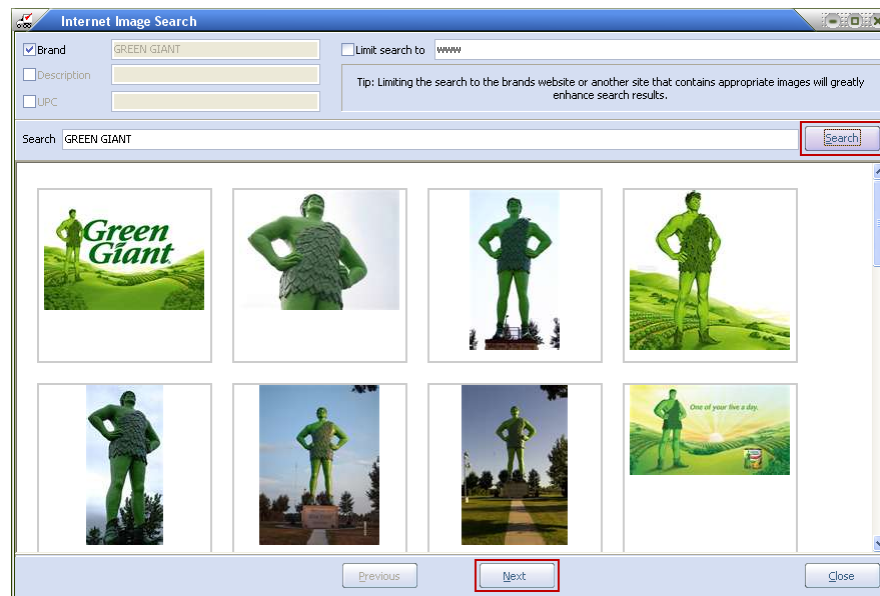 Internet Image Search
Brand
GREEN GIANT
Limit search to
www
Description
UPC
Tip: Limiting the search to the brands website or another site that contains appropriate images will greatly
enhance search results.
Search
GREEN GIANT
Search
Green
Giant
One of your five a day.
Previous
Next
Close